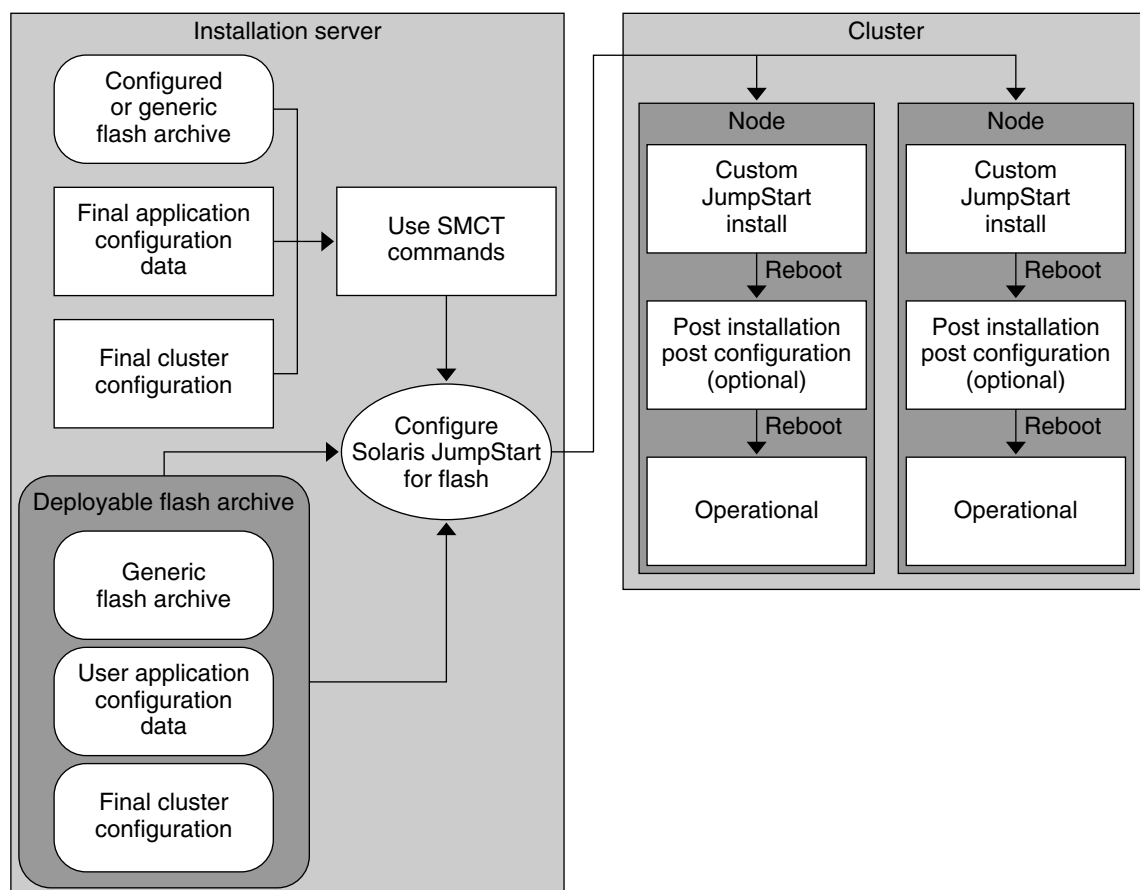 Installation server
Configured
or generic
flash archive
Final application
configuration
data
Final cluster
configuration
Use SMCT
commands
Configure
Solaris JumpStart
for flash
Deployable flash archive
Generic
flash archive
User application
configuration
data
Final cluster
configuration
Cluster
Node
Custom
JumpStart
install
Reboot
Post installation
post configuration
(optional)
Reboot
Operational
Node
Custom
JumpStart
install
Reboot
Post installation
post configuration
(optional)
Reboot
Operational